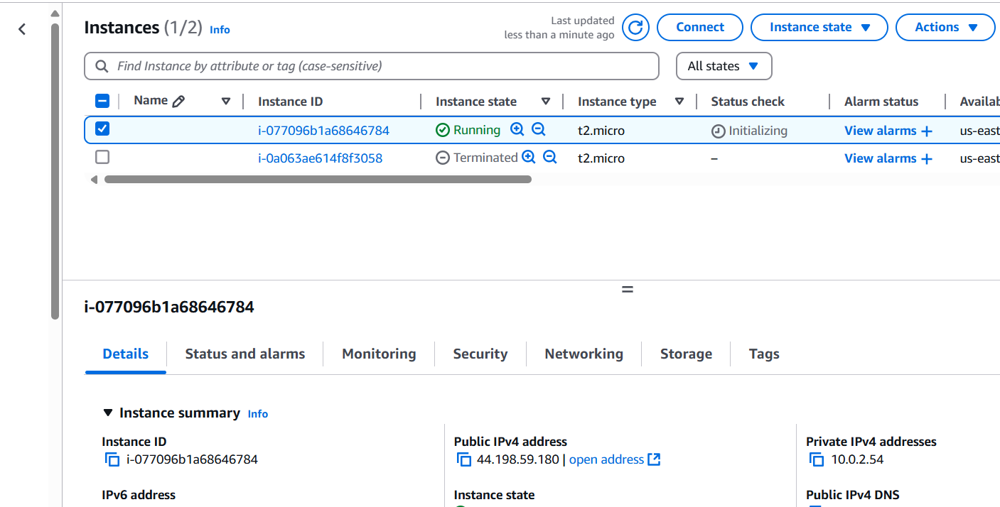 Instances (1/2) Info
Last updated
less than a minute ago
Connect
Instance state
Actions
Find Instance by attribute or tag (case-sensitive)
All states
Name Instance ID Instance state Instance type Status check Alarm status Availab
i-077096b1a68646784 Running t2.micro Initializing View alarms + us-east
i-0a063ae614f8f3058 Terminated t2.micro – View alarms + us-east
i-077096b1a68646784
Details Status and alarms Monitoring Security Networking Storage Tags
Instance summary Info
Instance ID
i-077096b1a68646784
Public IPv4 address
44.198.59.180 | open address
Private IPv4 addresses
10.0.2.54
IPv6 address
Instance state
Public IPv4 DNS